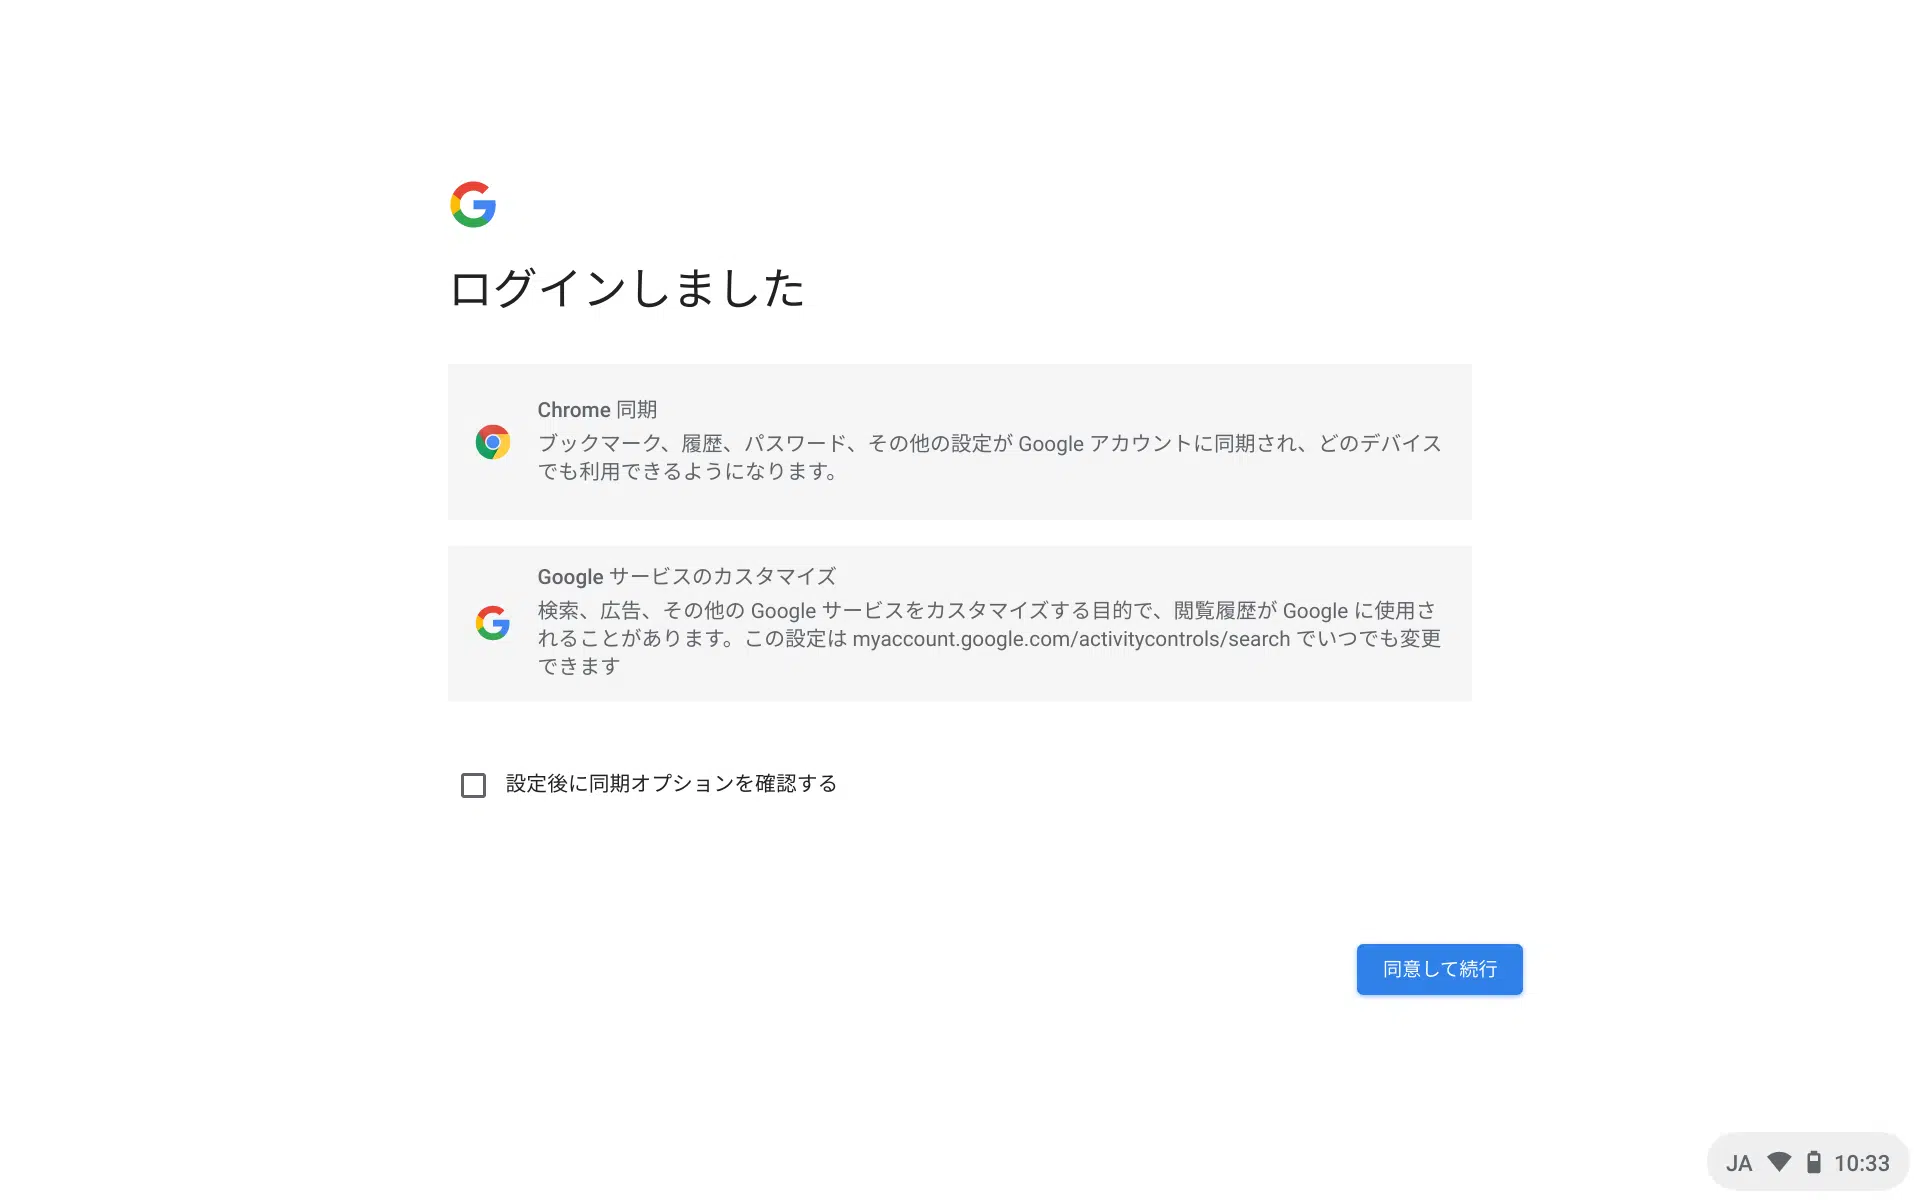 ログインしました
Chrome 同期
ブックマーク、履歴、パスワード、その他の設定が Google アカウントに同期され、どのデバイス
でも利用できるようになります。
Google サービスのカスタマイズ
検索、広告、その他の Google サービスをカスタマイズする目的で、閲覧履歴が Google に使用さ
れることがあります。この設定は myaccount.google.com/activitycontrols/search でいつでも変更
できます
設定後に同期オプションを確認する
同意して続行
JA 10:33